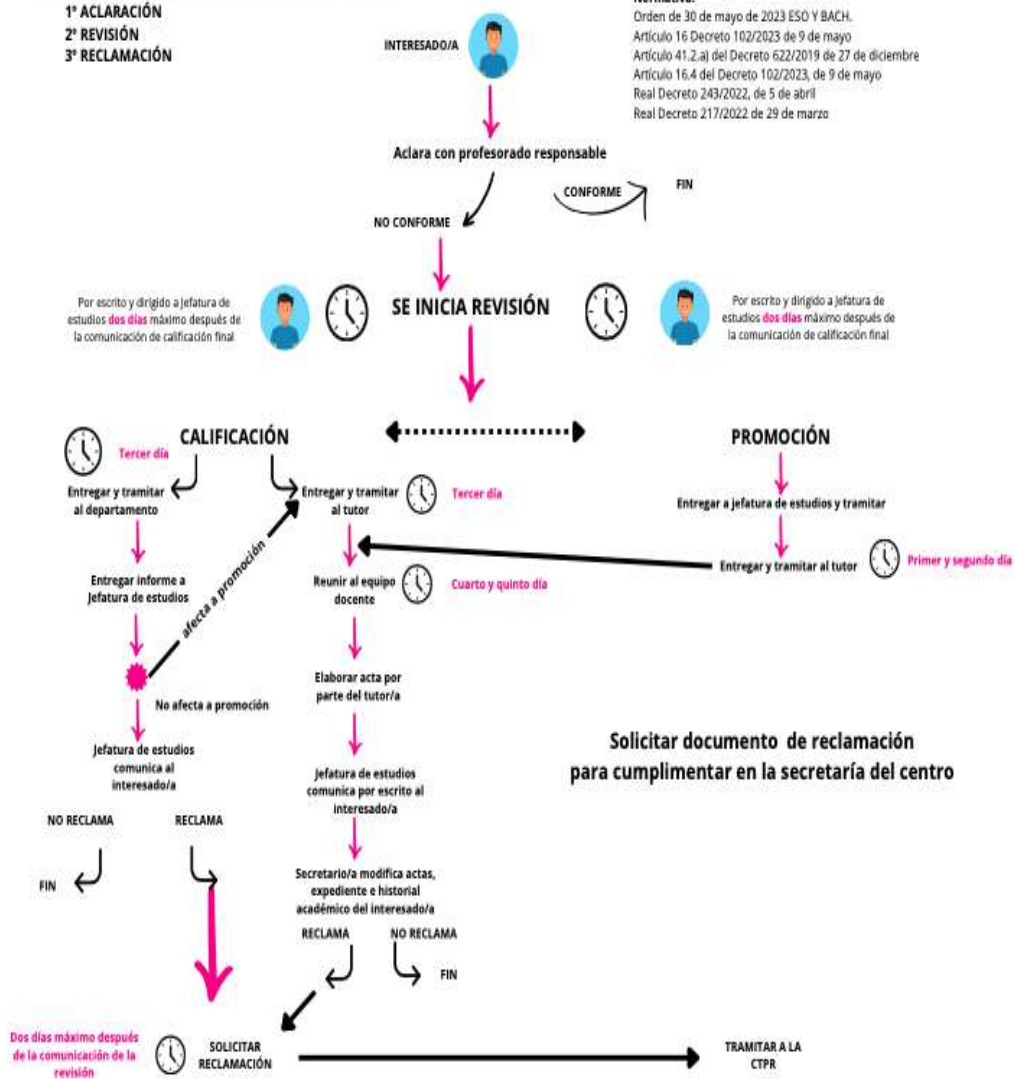 1º ACLARACIÓN
2º REVISIÓN
3º RECLAMACIÓN
INTERESADO/A
Orden de 30 de mayo de 2023 ESO Y BACH.
Artículo 16 Decreto 102/2023 de 9 de mayo
Artículo 41.2.a) del Decreto 622/2019 de 27 de diciembre
Artículo 16.4 del Decreto 102/2023, de 9 de mayo
Real Decreto 243/2022, de 5 de abril
Real Decreto 217/2022 de 29 de marzo
Aclara con profesorado responsable
CONFORME
FIN
NO CONFORME
Por escrito y dirigido a Jefatura de
estudios dos días máximo después de
la comunicación de calificación final
SE INICIA REVISIÓN
Por escrito y dirigido a Jefatura de
estudios dos días máximo después de
la comunicación de calificación final
CALIFICACIÓN
PROMOCIÓN
Tercer día
Entregar y tramitar
al departamento
Entregar y tramitar
al tutor
Tercer día
Entregar a jefatura de estudios y tramitar
Entregar informe a
Jefatura de estudios
afecta a promoción
Reunir al equipo
docente
Cuarto y quinto día
Entregar y tramitar al tutor
Primer y segundo día
No afecta a promoción
Elaborar acta por
parte del tutor/a
Jefatura de estudios
comunica al
interesado/a
Jefatura de estudios
comunica por escrito al
interesado/a
Solicitar documento de reclamación
para cumplimentar en la secretaría del centro
NO RECLAMA
RECLAMA
FIN
Secretario/a modifica actas,
expediente e historial
académico del interesado/a
RECLAMA
NO RECLAMA
FIN
Dos días máximo después
de la comunicación de la
revisión
SOLICITAR
RECLAMACIÓN
TRAMITAR A LA
CTPR